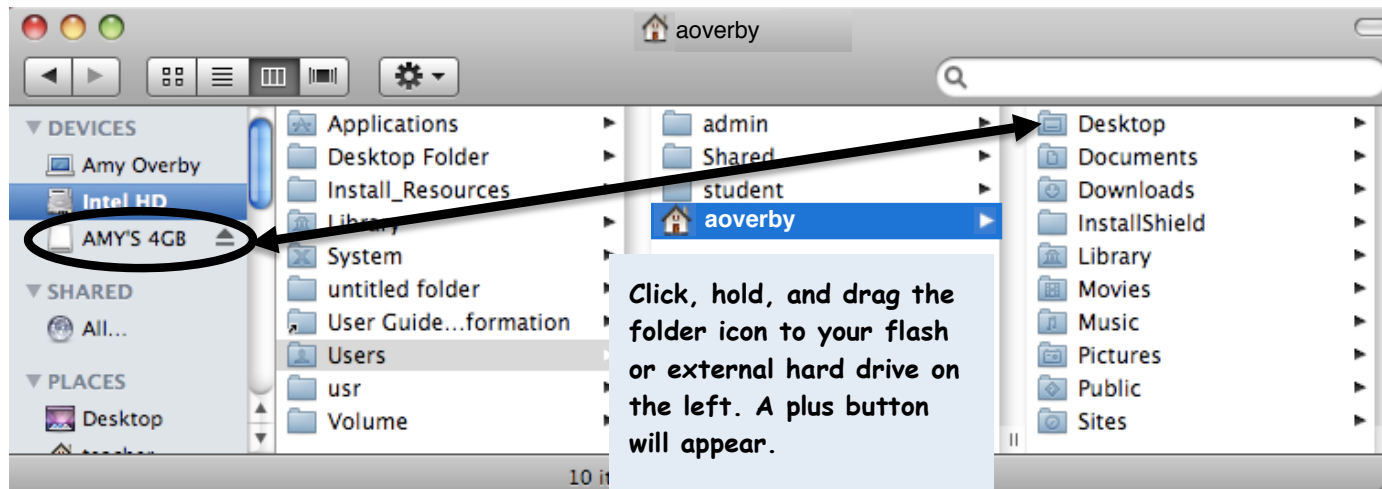 aoverby
DEVICES
Amy Overby
Intel HD
AMY'S 4GB
SHARED
All...
PLACES
Desktop
Applications
Desktop Folder
Install_Resources
Library
System
untitled folder
User Guide...formation
Users
usr
Volume
admin
Shared
student
aoverby
Click, hold, and drag the
folder icon to your flash
or external hard drive on
the left. A plus button
will appear.
Desktop
Documents
Downloads
InstallShield
Library
Movies
Music
Pictures
Public
Sites
10